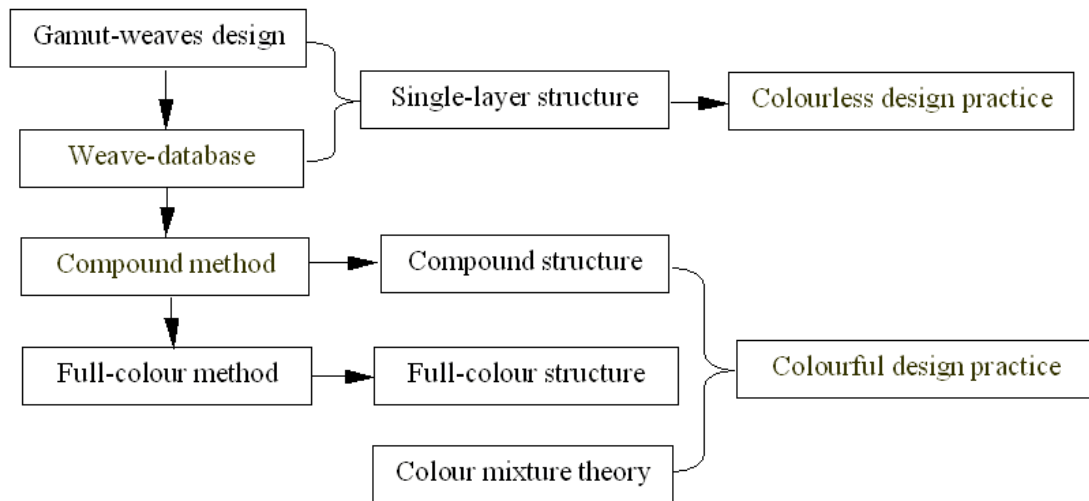 Gamut-weaves design
Single-layer structure
Colourless design practice
Weave-database
Compound method
Compound structure
Full-colour method
Full-colour structure
Colourful design practice
Colour mixture theory